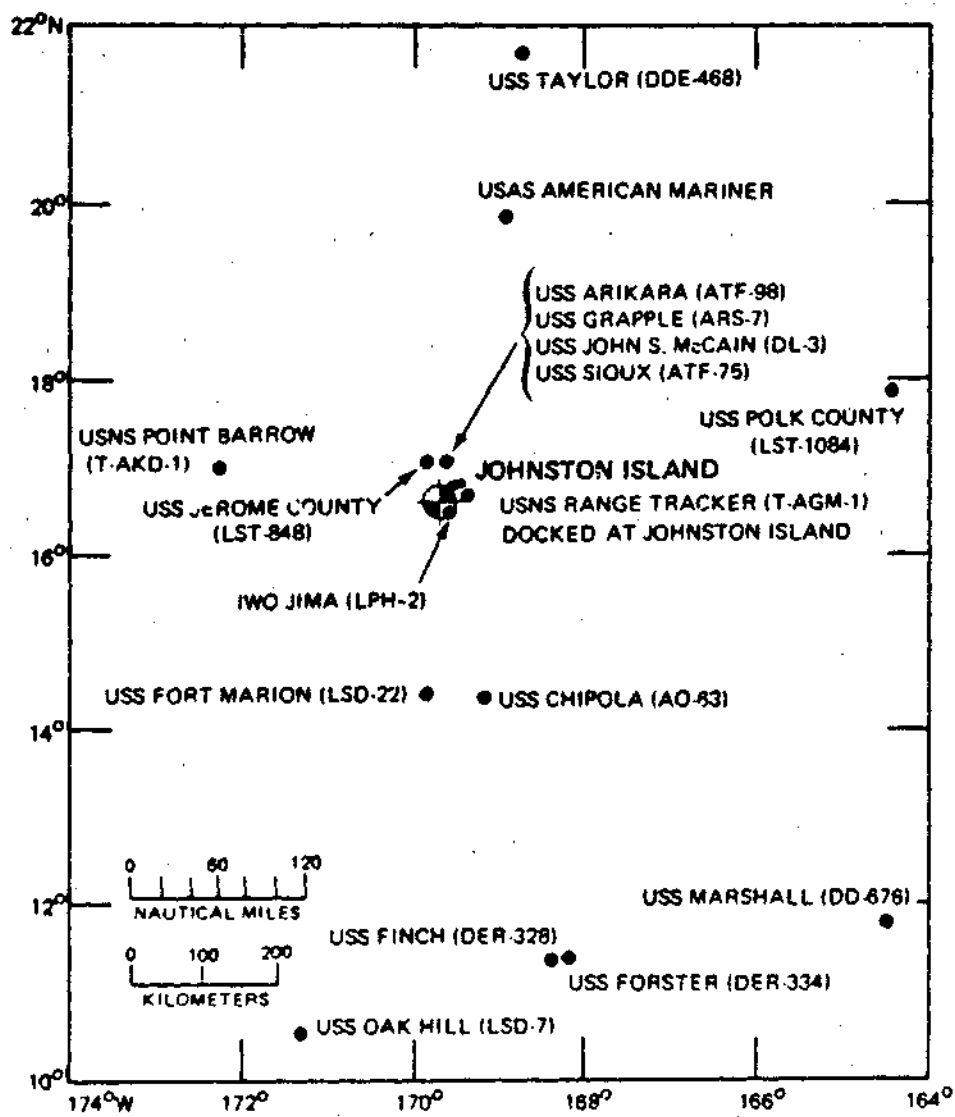 22°N
USS TAYLOR (DDE-468)
USAS AMERICAN MARINER
20°
USS ARIKARA (ATF-98)
USS GRAPPLE (ARS-7)
USS JOHN S. McCAIN (DL-3)
USS SIOUX (ATF-75)
18°
USS POLK COUNTY
(LST-1084)
USNS POINT BARROW
(T-AKD-1)
JOHNSTON ISLAND
USS JEROME COUNTY
(LST-848)
USNS RANGE TRACKER (T-AGM-1)
DOCKED AT JOHNSTON ISLAND
16°
IWO JIMA (LPH-2)
USS FORT MARION (LSD-22)
USS CHIPOLA (AO-63)
14°
0 60 120
NAUTICAL MILES
12°
USS MARSHALL (DD-676)
USS FINCH (DER-328)
0 100 200
KILOMETERS
USS FORSTER (DER-334)
USS OAK HILL (LSD-7)
10°
174°W 172° 170° 168° 166° 164°